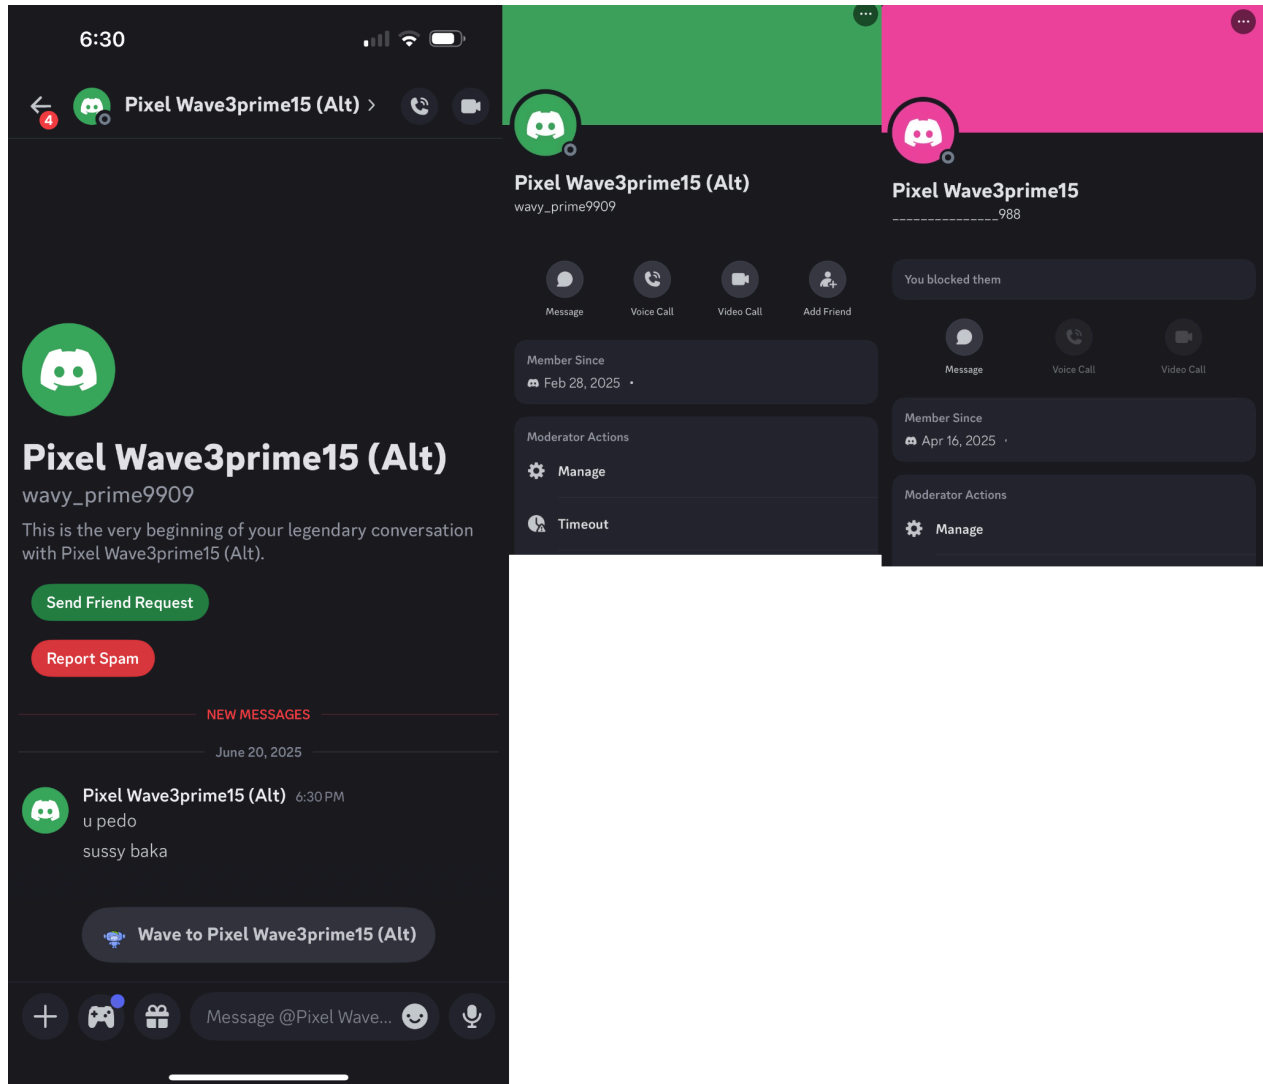 6:30
4
Pixel Wave3prime15 (Alt) >
Pixel Wave3prime15 (Alt)
wavy_prime9909
This is the very beginning of your legendary conversation
with Pixel Wave3prime15 (Alt).
Send Friend Request
Report Spam
NEW MESSAGES
June 20, 2025
Pixel Wave3prime15 (Alt) 6:30 PM
u pedo
sussy baka
Wave to Pixel Wave3prime15 (Alt)
Message @Pixel Wave...
Pixel Wave3prime15 (Alt)
wavy_prime9909
Message
Voice Call
Video Call
Add Friend
Member Since
Feb 28, 2025 •
Moderator Actions
Manage
Timeout
Pixel Wave3prime15
_______________988
You blocked them
Message
Voice Call
Video Call
Member Since
Apr 16, 2025 •
Moderator Actions
Manage